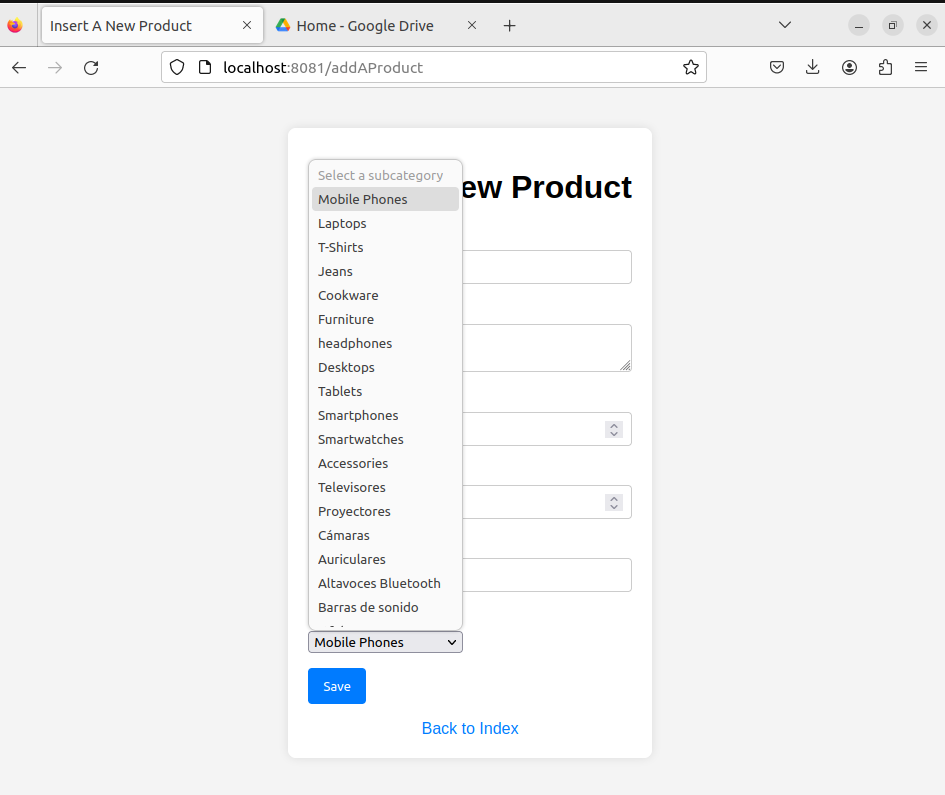 Insert A New Product
Home - Google Drive
localhost:8081/addAProduct
ew Product
Select a subcategory
Mobile Phones
Laptops
T-Shirts
Jeans
Cookware
Furniture
headphones
Desktops
Tablets
Smartphones
Smartwatches
Accessories
Televisores
Proyectores
Cámaras
Auriculares
Altavoces Bluetooth
Barras de sonido
Mobile Phones
Save
Back to Index